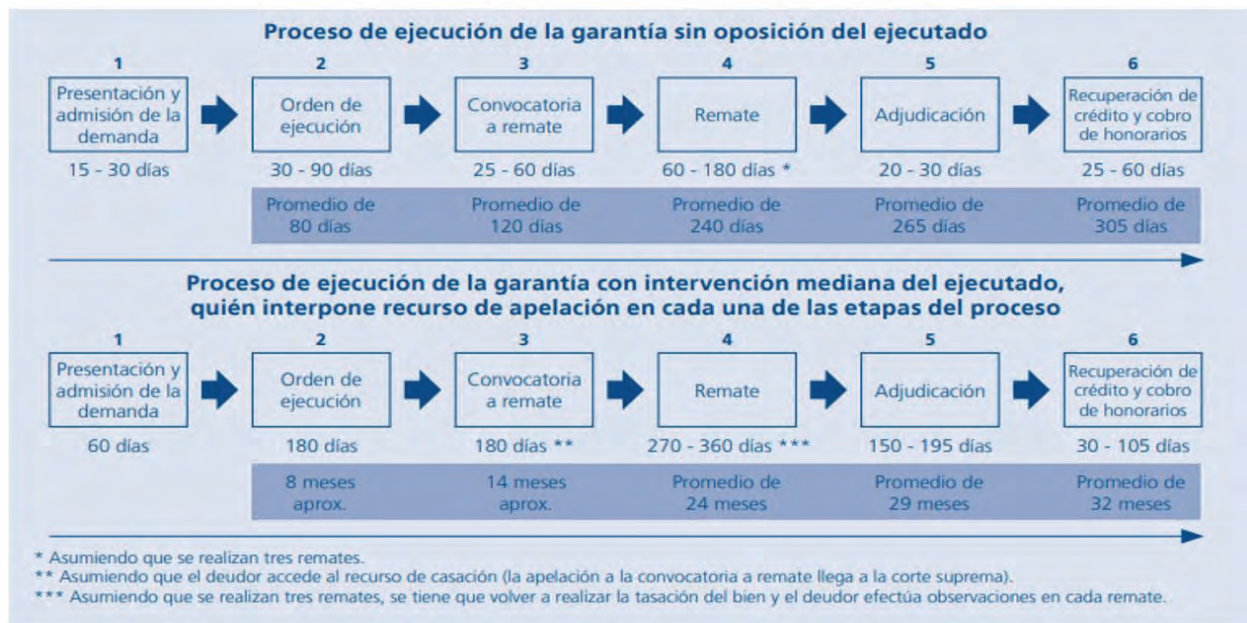 Proceso de ejecución de la garantía sin oposición del ejecutado
1 2 3 4 5 6
Presentación y
admisión de la
demanda
Orden de
ejecución
Convocatoria
a remate
Remate
Adjudicación
Recuperación de
crédito y cobro
de honorarios
15 - 30 días 30 - 90 días 25 - 60 días 60 - 180 días * 20 - 30 días 25 - 60 días
Promedio de
80 días
Promedio de
120 días
Promedio de
240 días
Promedio de
265 días
Promedio de
305 días
Proceso de ejecución de la garantía con intervención mediana del ejecutado,
quién interpone recurso de apelación en cada una de las etapas del proceso
1 2 3 4 5 6
Presentación y
admisión de la
demanda
Orden de
ejecución
Convocatoria
a remate
Remate
Adjudicación
Recuperación de
crédito y cobro
de honorarios
60 días 180 días 180 días ** 270 - 360 días *** 150 - 195 días 30 - 105 días
8 meses
aprox.
14 meses
aprox.
Promedio de
24 meses
Promedio de
29 meses
Promedio de
32 meses
* Asumiendo que se realizan tres remates.
** Asumiendo que el deudor accede al recurso de casación (la apelación a la convocatoria a remate llega a la corte suprema).
*** Asumiendo que se realizan tres remates, se tiene que volver a realizar la tasación del bien y el deudor efectúa observaciones en cada remate.